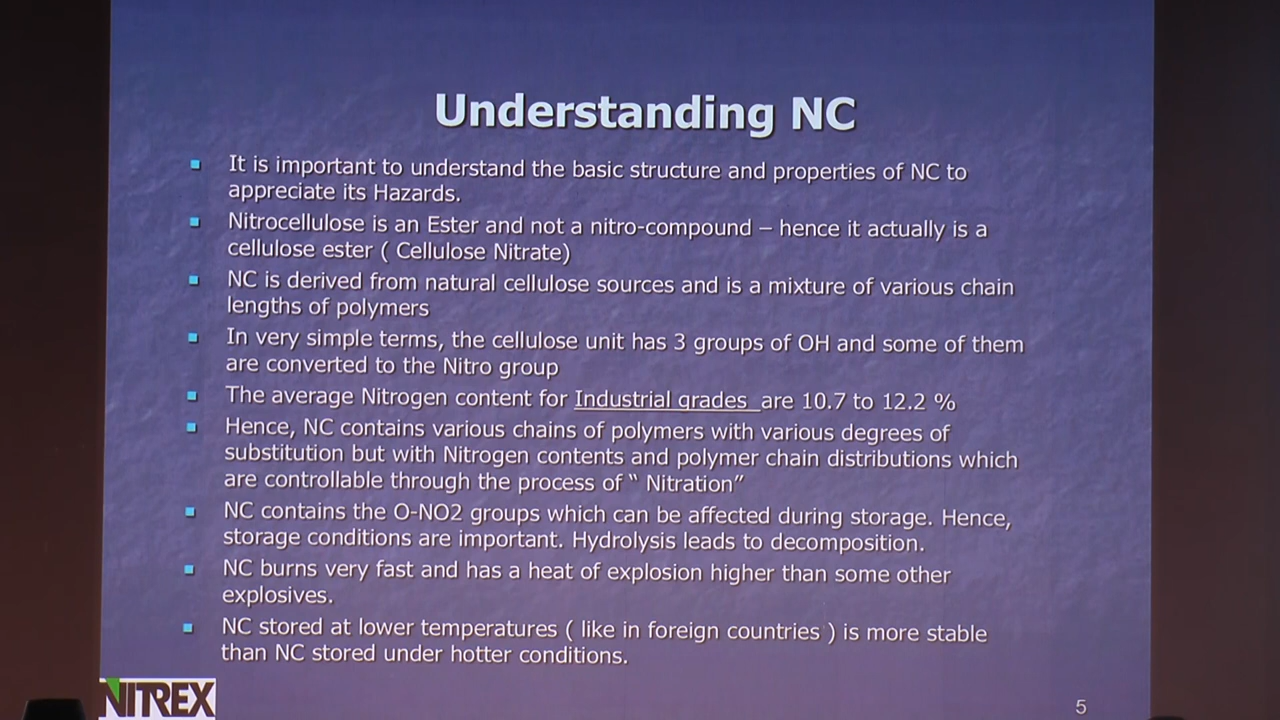 Understanding NC
It is important to understand the basic structure and properties of NC to
appreciate its Hazards.
Nitrocellulose is an Ester and not a nitro-compound – hence it actually is a
cellulose ester ( Cellulose Nitrate)
NC is derived from natural cellulose sources and is a mixture of various chain
lengths of polymers
In very simple terms, the cellulose unit has 3 groups of OH and some of them
are converted to the Nitro group
The average Nitrogen content for Industrial grades are 10.7 to 12.2 %
Hence, NC contains various chains of polymers with various degrees of
substitution but with Nitrogen contents and polymer chain distributions which
are controllable through the process of “ Nitration”
NC contains the O-NO2 groups which can be affected during storage. Hence,
storage conditions are important. Hydrolysis leads to decomposition.
NC burns very fast and has a heat of explosion higher than some other
explosives.
NC stored at lower temperatures ( like in foreign countries ) is more stable
than NC stored under hotter conditions.
NITREX
5